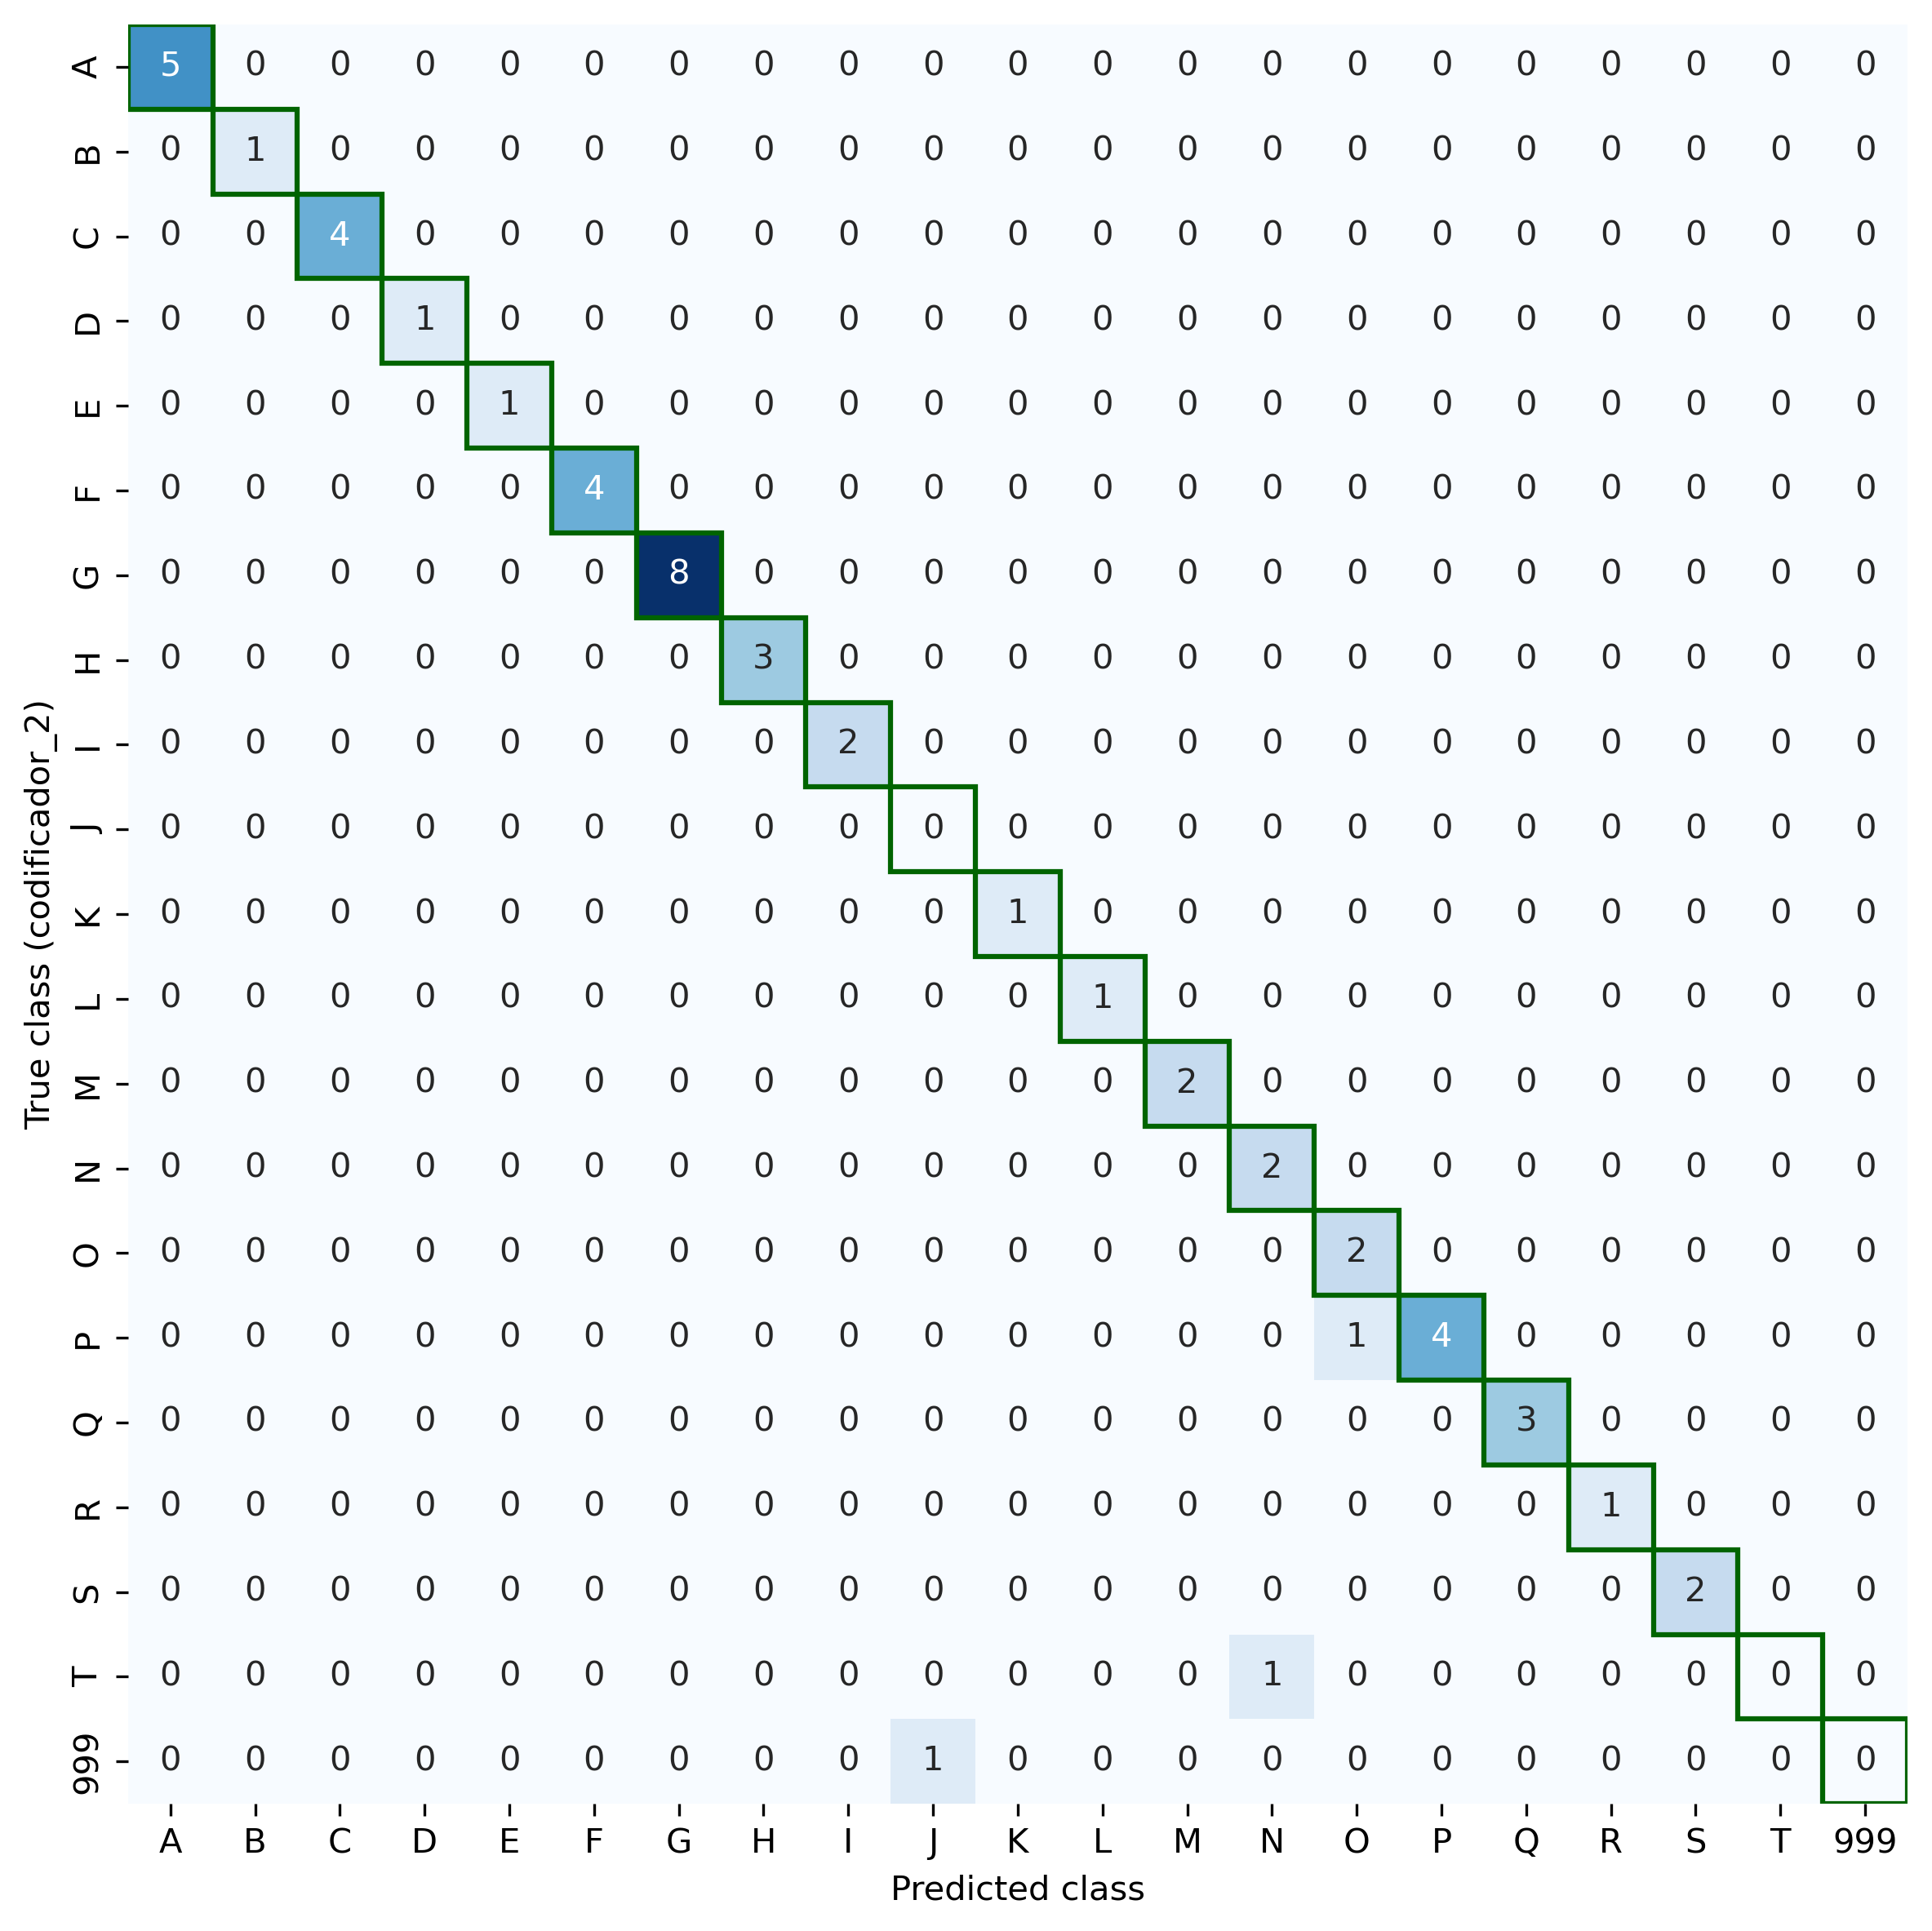 A 5 0 0 0 0 0 0 0 0 0 0 0 0 0 0 0 0 0 0 0 0
B 0 1 0 0 0 0 0 0 0 0 0 0 0 0 0 0 0 0 0 0 0
C 0 0 4 0 0 0 0 0 0 0 0 0 0 0 0 0 0 0 0 0 0
D 0 0 0 1 0 0 0 0 0 0 0 0 0 0 0 0 0 0 0 0 0
E 0 0 0 0 1 0 0 0 0 0 0 0 0 0 0 0 0 0 0 0 0
F 0 0 0 0 0 4 0 0 0 0 0 0 0 0 0 0 0 0 0 0 0
G 0 0 0 0 0 0 8 0 0 0 0 0 0 0 0 0 0 0 0 0 0
H 0 0 0 0 0 0 0 3 0 0 0 0 0 0 0 0 0 0 0 0 0
I 0 0 0 0 0 0 0 0 2 0 0 0 0 0 0 0 0 0 0 0 0
J 0 0 0 0 0 0 0 0 0 0 0 0 0 0 0 0 0 0 0 0 0
K 0 0 0 0 0 0 0 0 0 0 1 0 0 0 0 0 0 0 0 0 0
L 0 0 0 0 0 0 0 0 0 0 0 1 0 0 0 0 0 0 0 0 0
M 0 0 0 0 0 0 0 0 0 0 0 0 2 0 0 0 0 0 0 0 0
N 0 0 0 0 0 0 0 0 0 0 0 0 0 2 0 0 0 0 0 0 0
O 0 0 0 0 0 0 0 0 0 0 0 0 0 0 2 0 0 0 0 0 0
P 0 0 0 0 0 0 0 0 0 0 0 0 0 0 1 4 0 0 0 0 0
Q 0 0 0 0 0 0 0 0 0 0 0 0 0 0 0 0 3 0 0 0 0
R 0 0 0 0 0 0 0 0 0 0 0 0 0 0 0 0 0 1 0 0 0
S 0 0 0 0 0 0 0 0 0 0 0 0 0 0 0 0 0 0 2 0 0
T 0 0 0 0 0 0 0 0 0 0 0 0 0 1 0 0 0 0 0 0 0
999 0 0 0 0 0 0 0 0 0 1 0 0 0 0 0 0 0 0 0 0 0
A B C D E F G H I J K L M N O P Q R S T 999
Predicted class
True class (codificador_2)